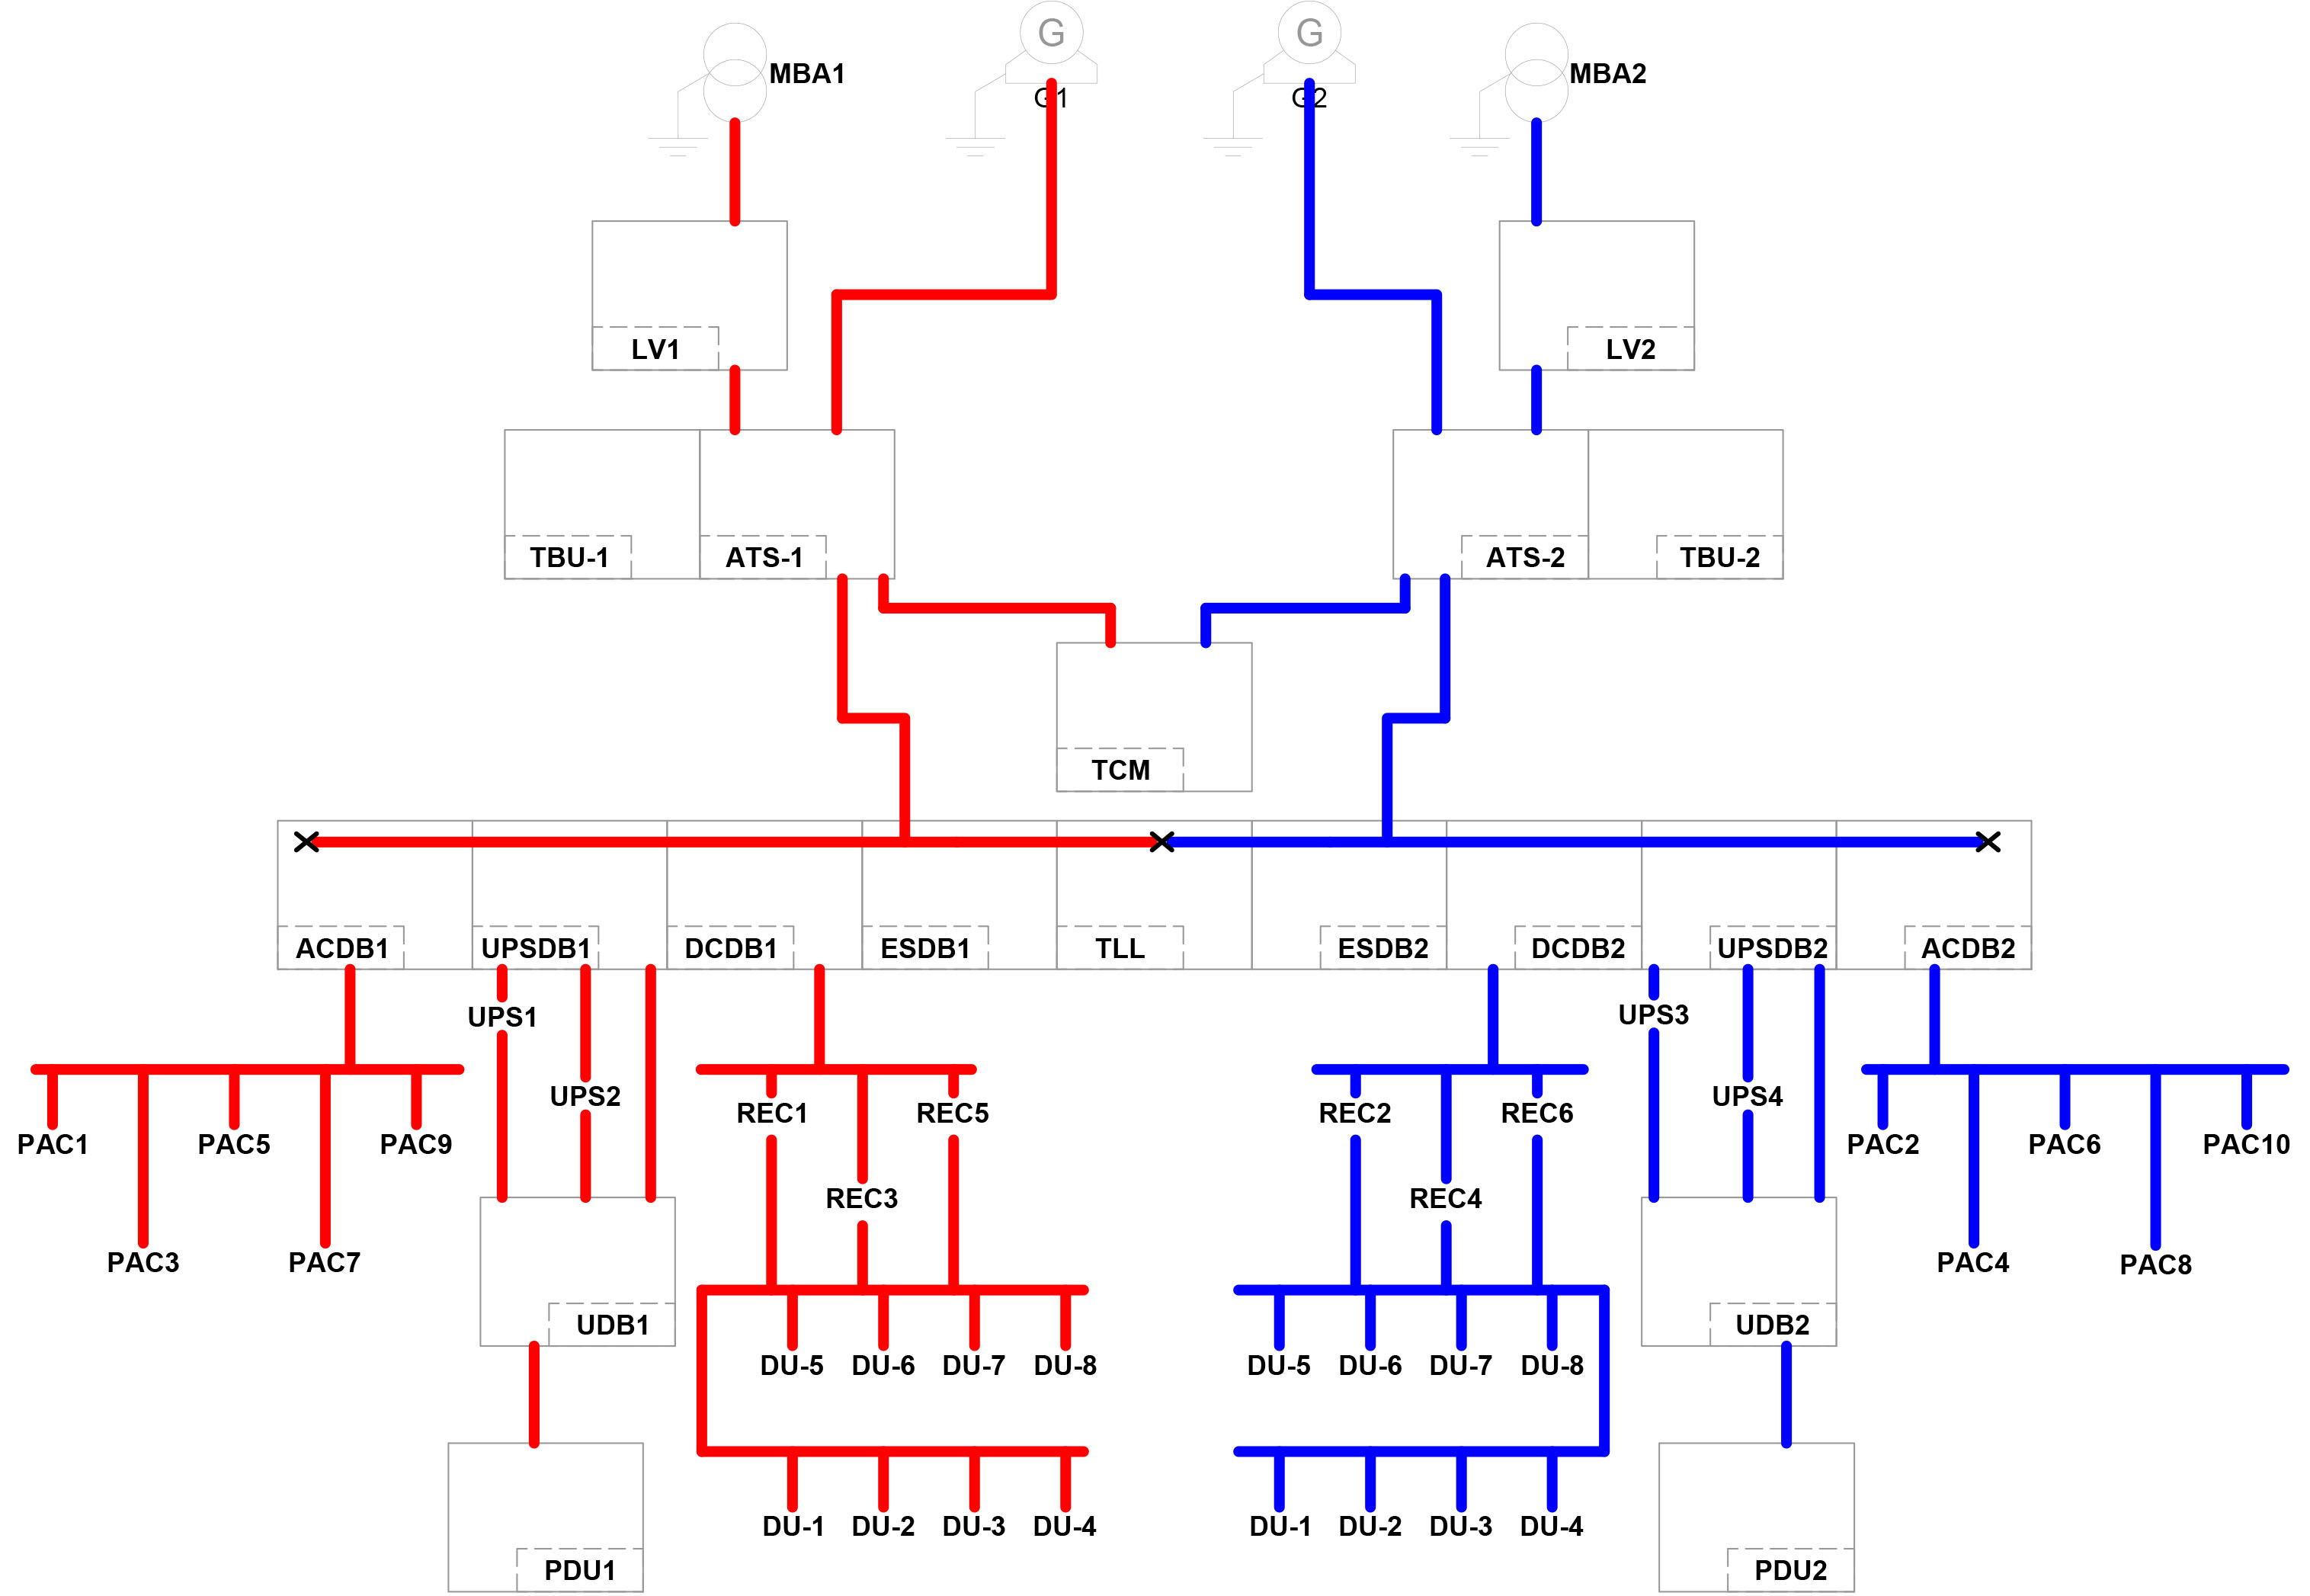 G
G
MBA1
MBA2
G1
G2
LV1
LV2
TBU-1
ATS-1
ATS-2
TBU-2
TCM
ACDB1
UPSDB1
DCDB1
ESDB1
TLL
ESDB2
DCDB2
UPSDB2
ACDB2
UPS1
UPS3
UPS2
UPS4
REC1
REC5
REC2
REC6
PAC1
PAC5
PAC9
PAC2
PAC6
PAC10
REC3
REC4
PAC3
PAC7
PAC4
PAC8
UDB1
UDB2
DU-5
DU-6
DU-7
DU-8
DU-5
DU-6
DU-7
DU-8
DU-1
DU-2
DU-3
DU-4
DU-1
DU-2
DU-3
DU-4
PDU1
PDU2